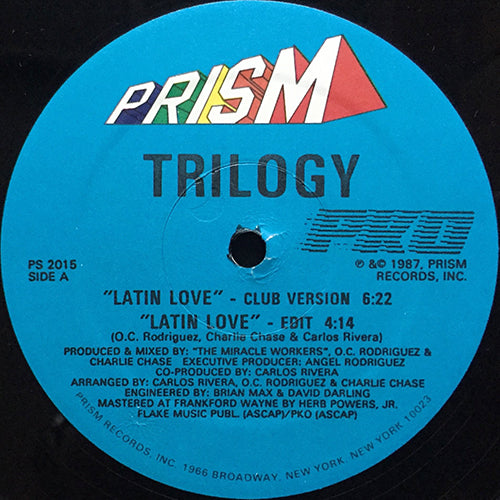 PRISM
TRILOGY
PKO
PS 2015
SIDE A
℗ &© 1987, PRISM
RECORDS, INC.
"LATIN LOVE" - CLUB VERSION 6:22
"LATIN LOVE" - EDIT 4:14
(O.C. Rodriguez, Charlie Chase & Carlos Rivera)
PRODUCED & MIXED BY: "THE MIRACLE WORKERS", O.C. RODRIGUEZ &
CHARLIE CHASE EXECUTIVE PRODUCER: ANGEL RODRIGUEZ
CO-PRODUCED BY: CARLOS RIVERA
ARRANGED BY: CARLOS RIVERA, O.C. RODRIGUEZ & CHARLIE CHASE
ENGINEERED BY: BRIAN MAX & DAVID DARLING
MASTERED AT FRANKFORD WAYNE BY HERB POWERS, JR.
FLAKE MUSIC PUBL. (ASCAP)/PKO (ASCAP)
PRISM RECORDS, INC. 1966 BROADWAY, NEW YORK, NEW YORK 10023